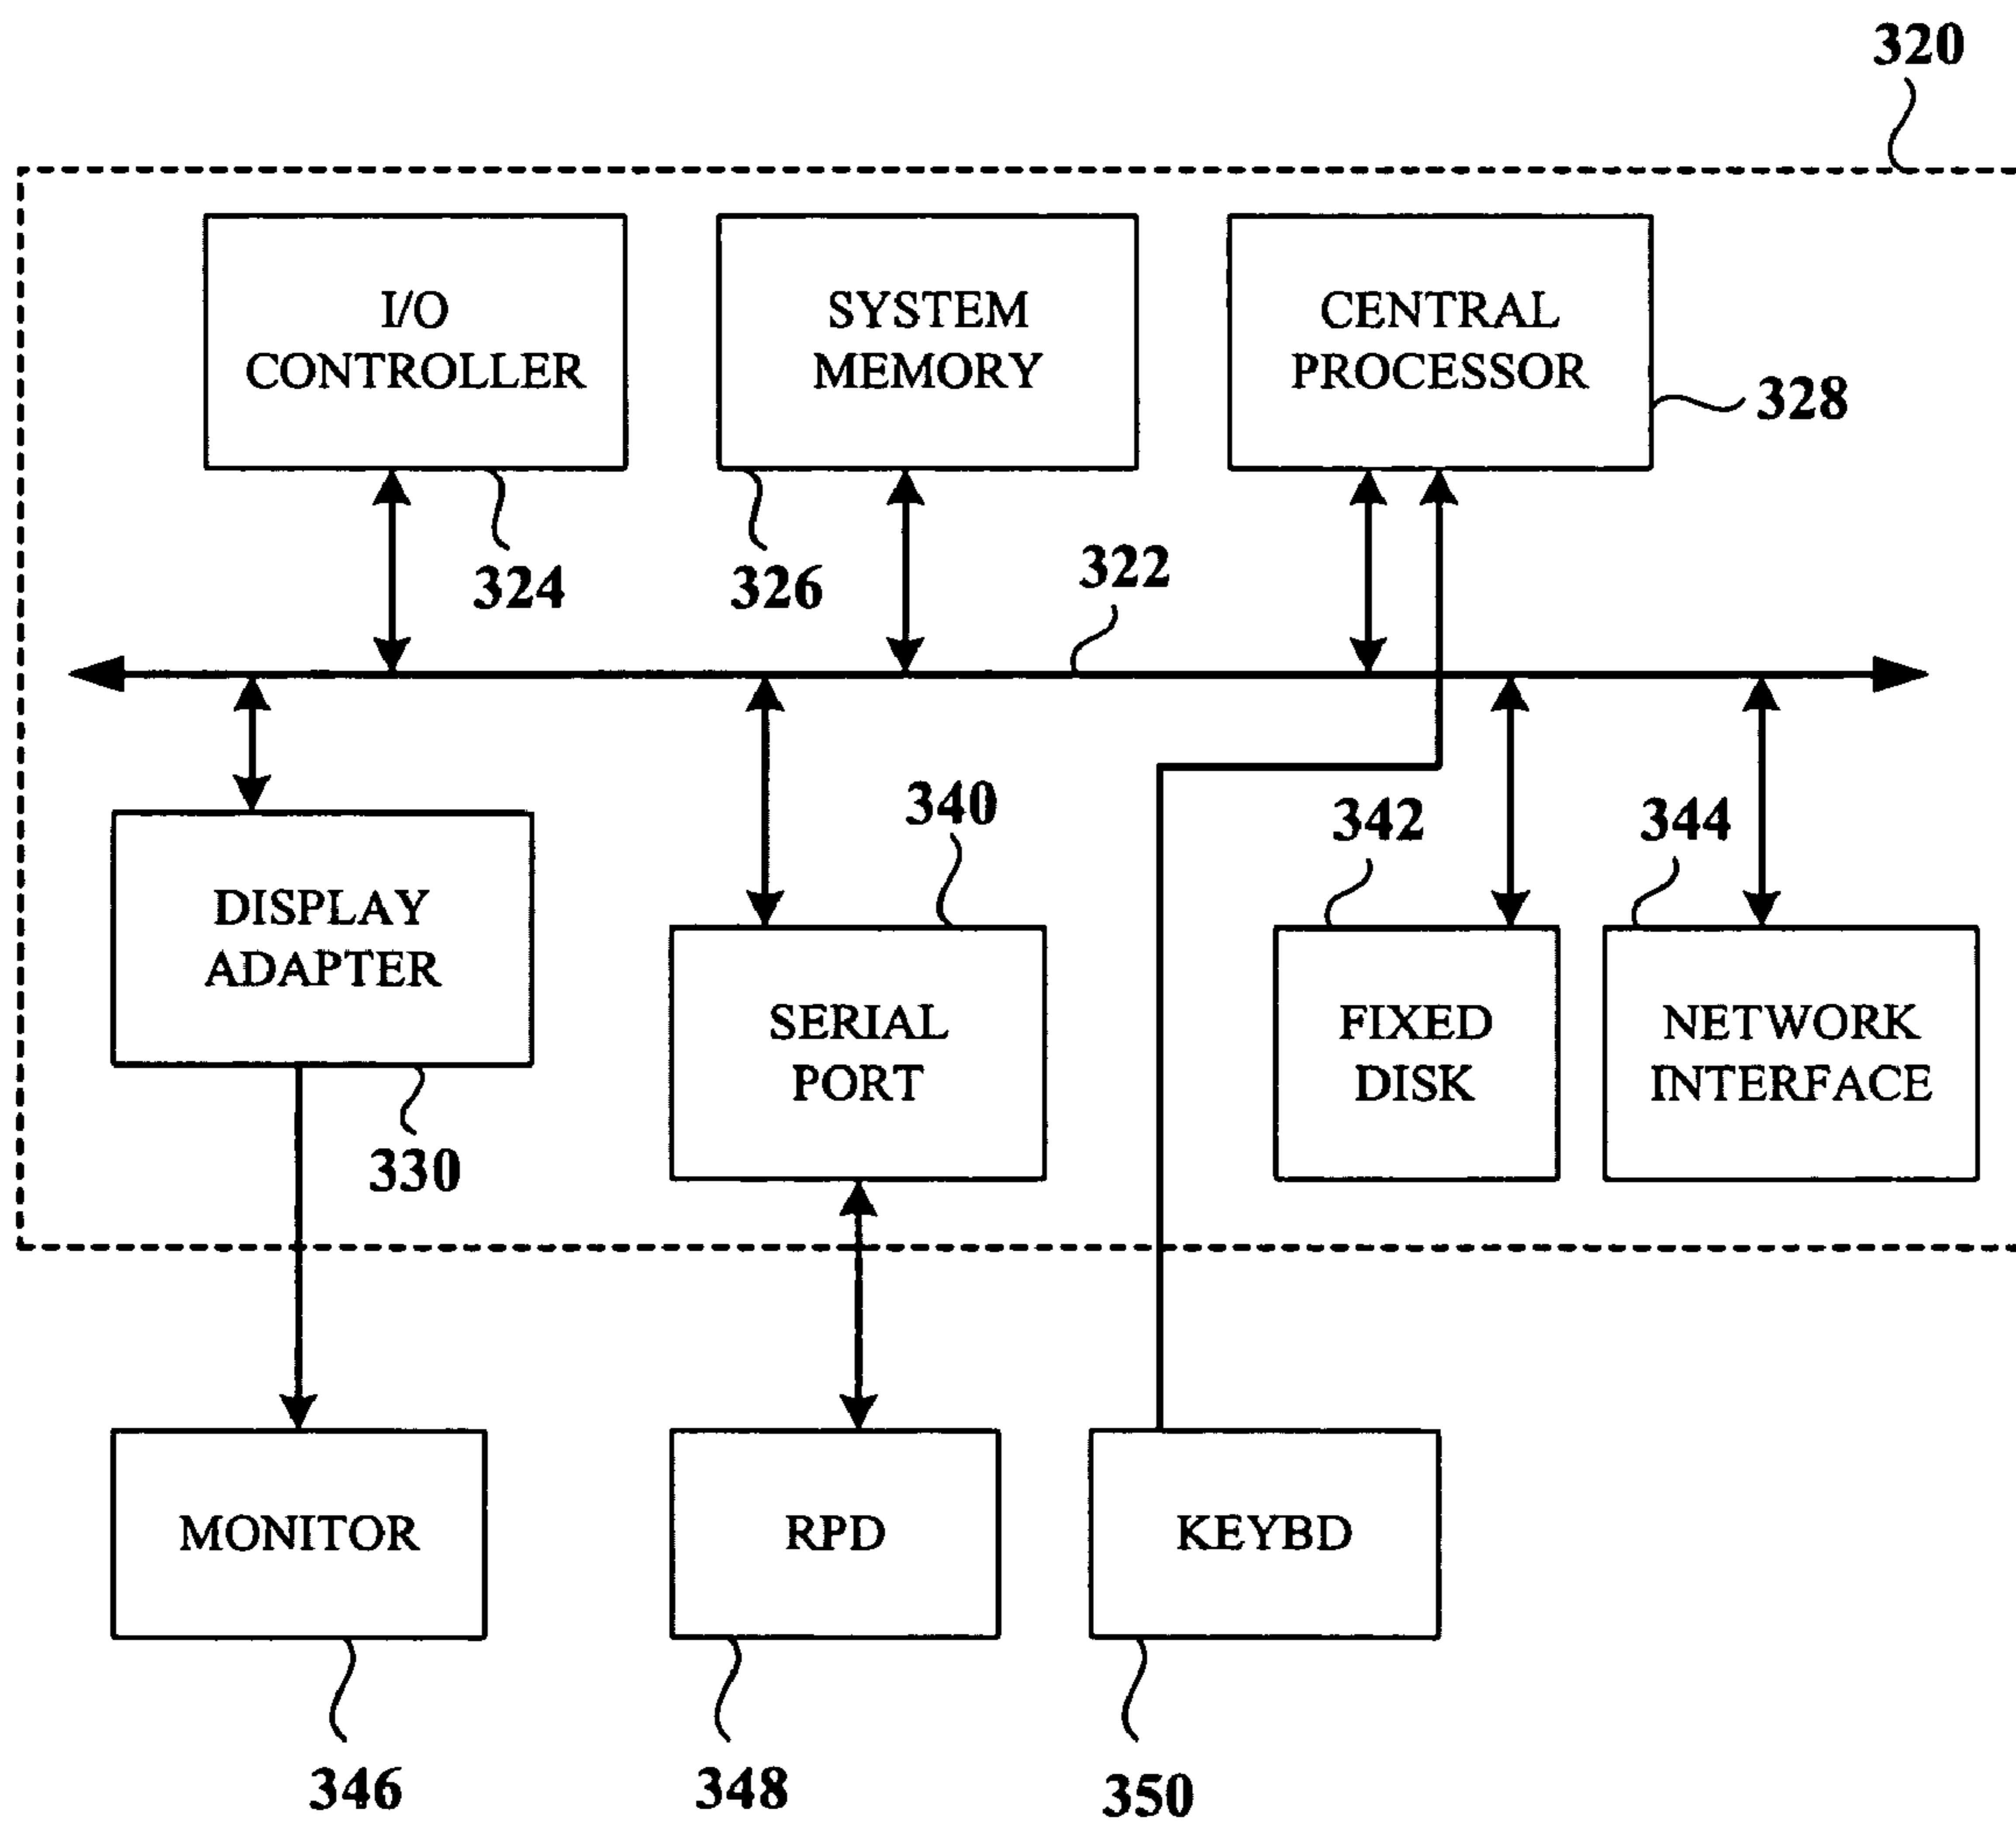 320
I/O
CONTROLLER
SYSTEM
MEMORY
CENTRAL
PROCESSOR
328
324
326
322
340
342
344
DISPLAY
ADAPTER
SERIAL
PORT
FIXED
DISK
NETWORK
INTERFACE
330
MONITOR
RPD
KEYBD
346
348
350